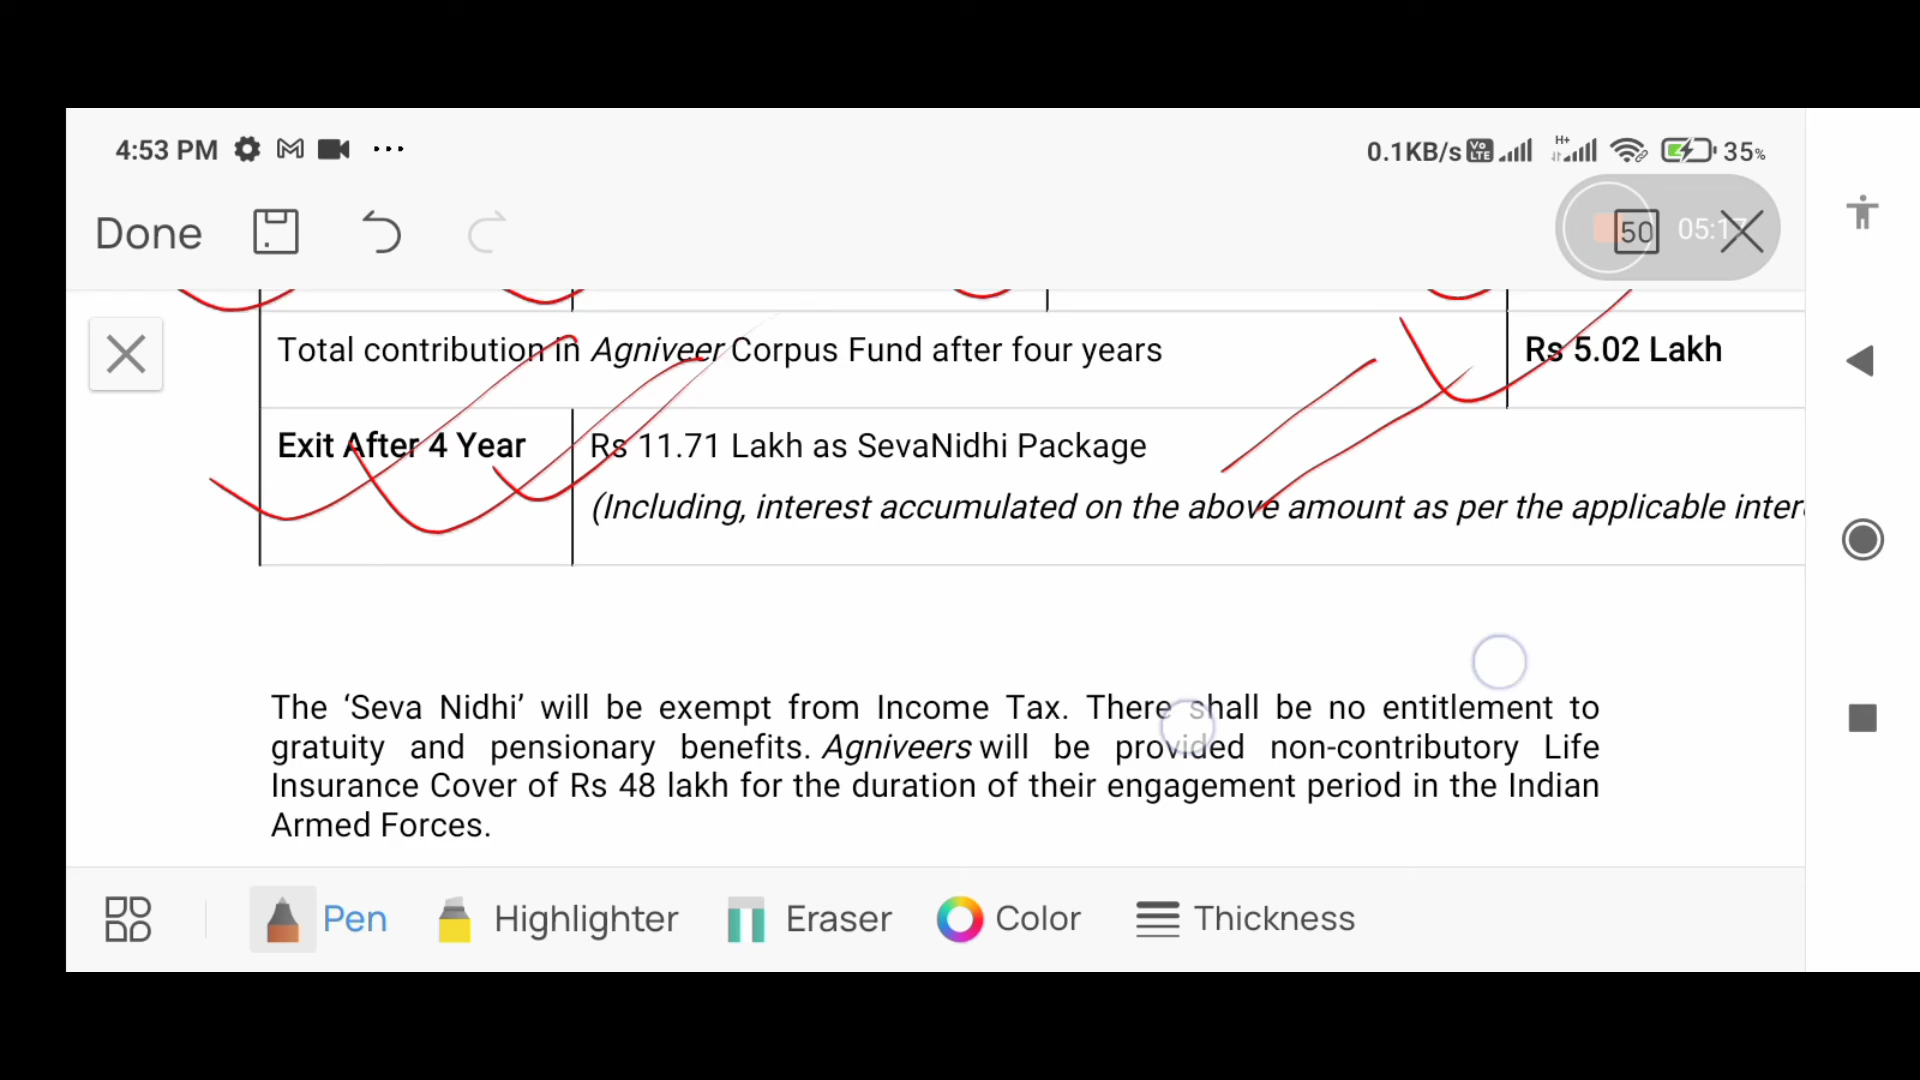 4:53 PM ... 0.1KB/s Vo LTE H+ 35%
Done 50 05:17
Total contribution in Agniveer Corpus Fund after four years Rs 5.02 Lakh
Exit After 4 Year Rs 11.71 Lakh as SevaNidhi Package
(Including, interest accumulated on the above amount as per the applicable inter
The ‘Seva Nidhi’ will be exempt from Income Tax. There shall be no entitlement to
gratuity and pensionary benefits. Agniveers will be provided non-contributory Life
Insurance Cover of Rs 48 lakh for the duration of their engagement period in the Indian
Armed Forces.
Pen Highlighter Eraser Color Thickness